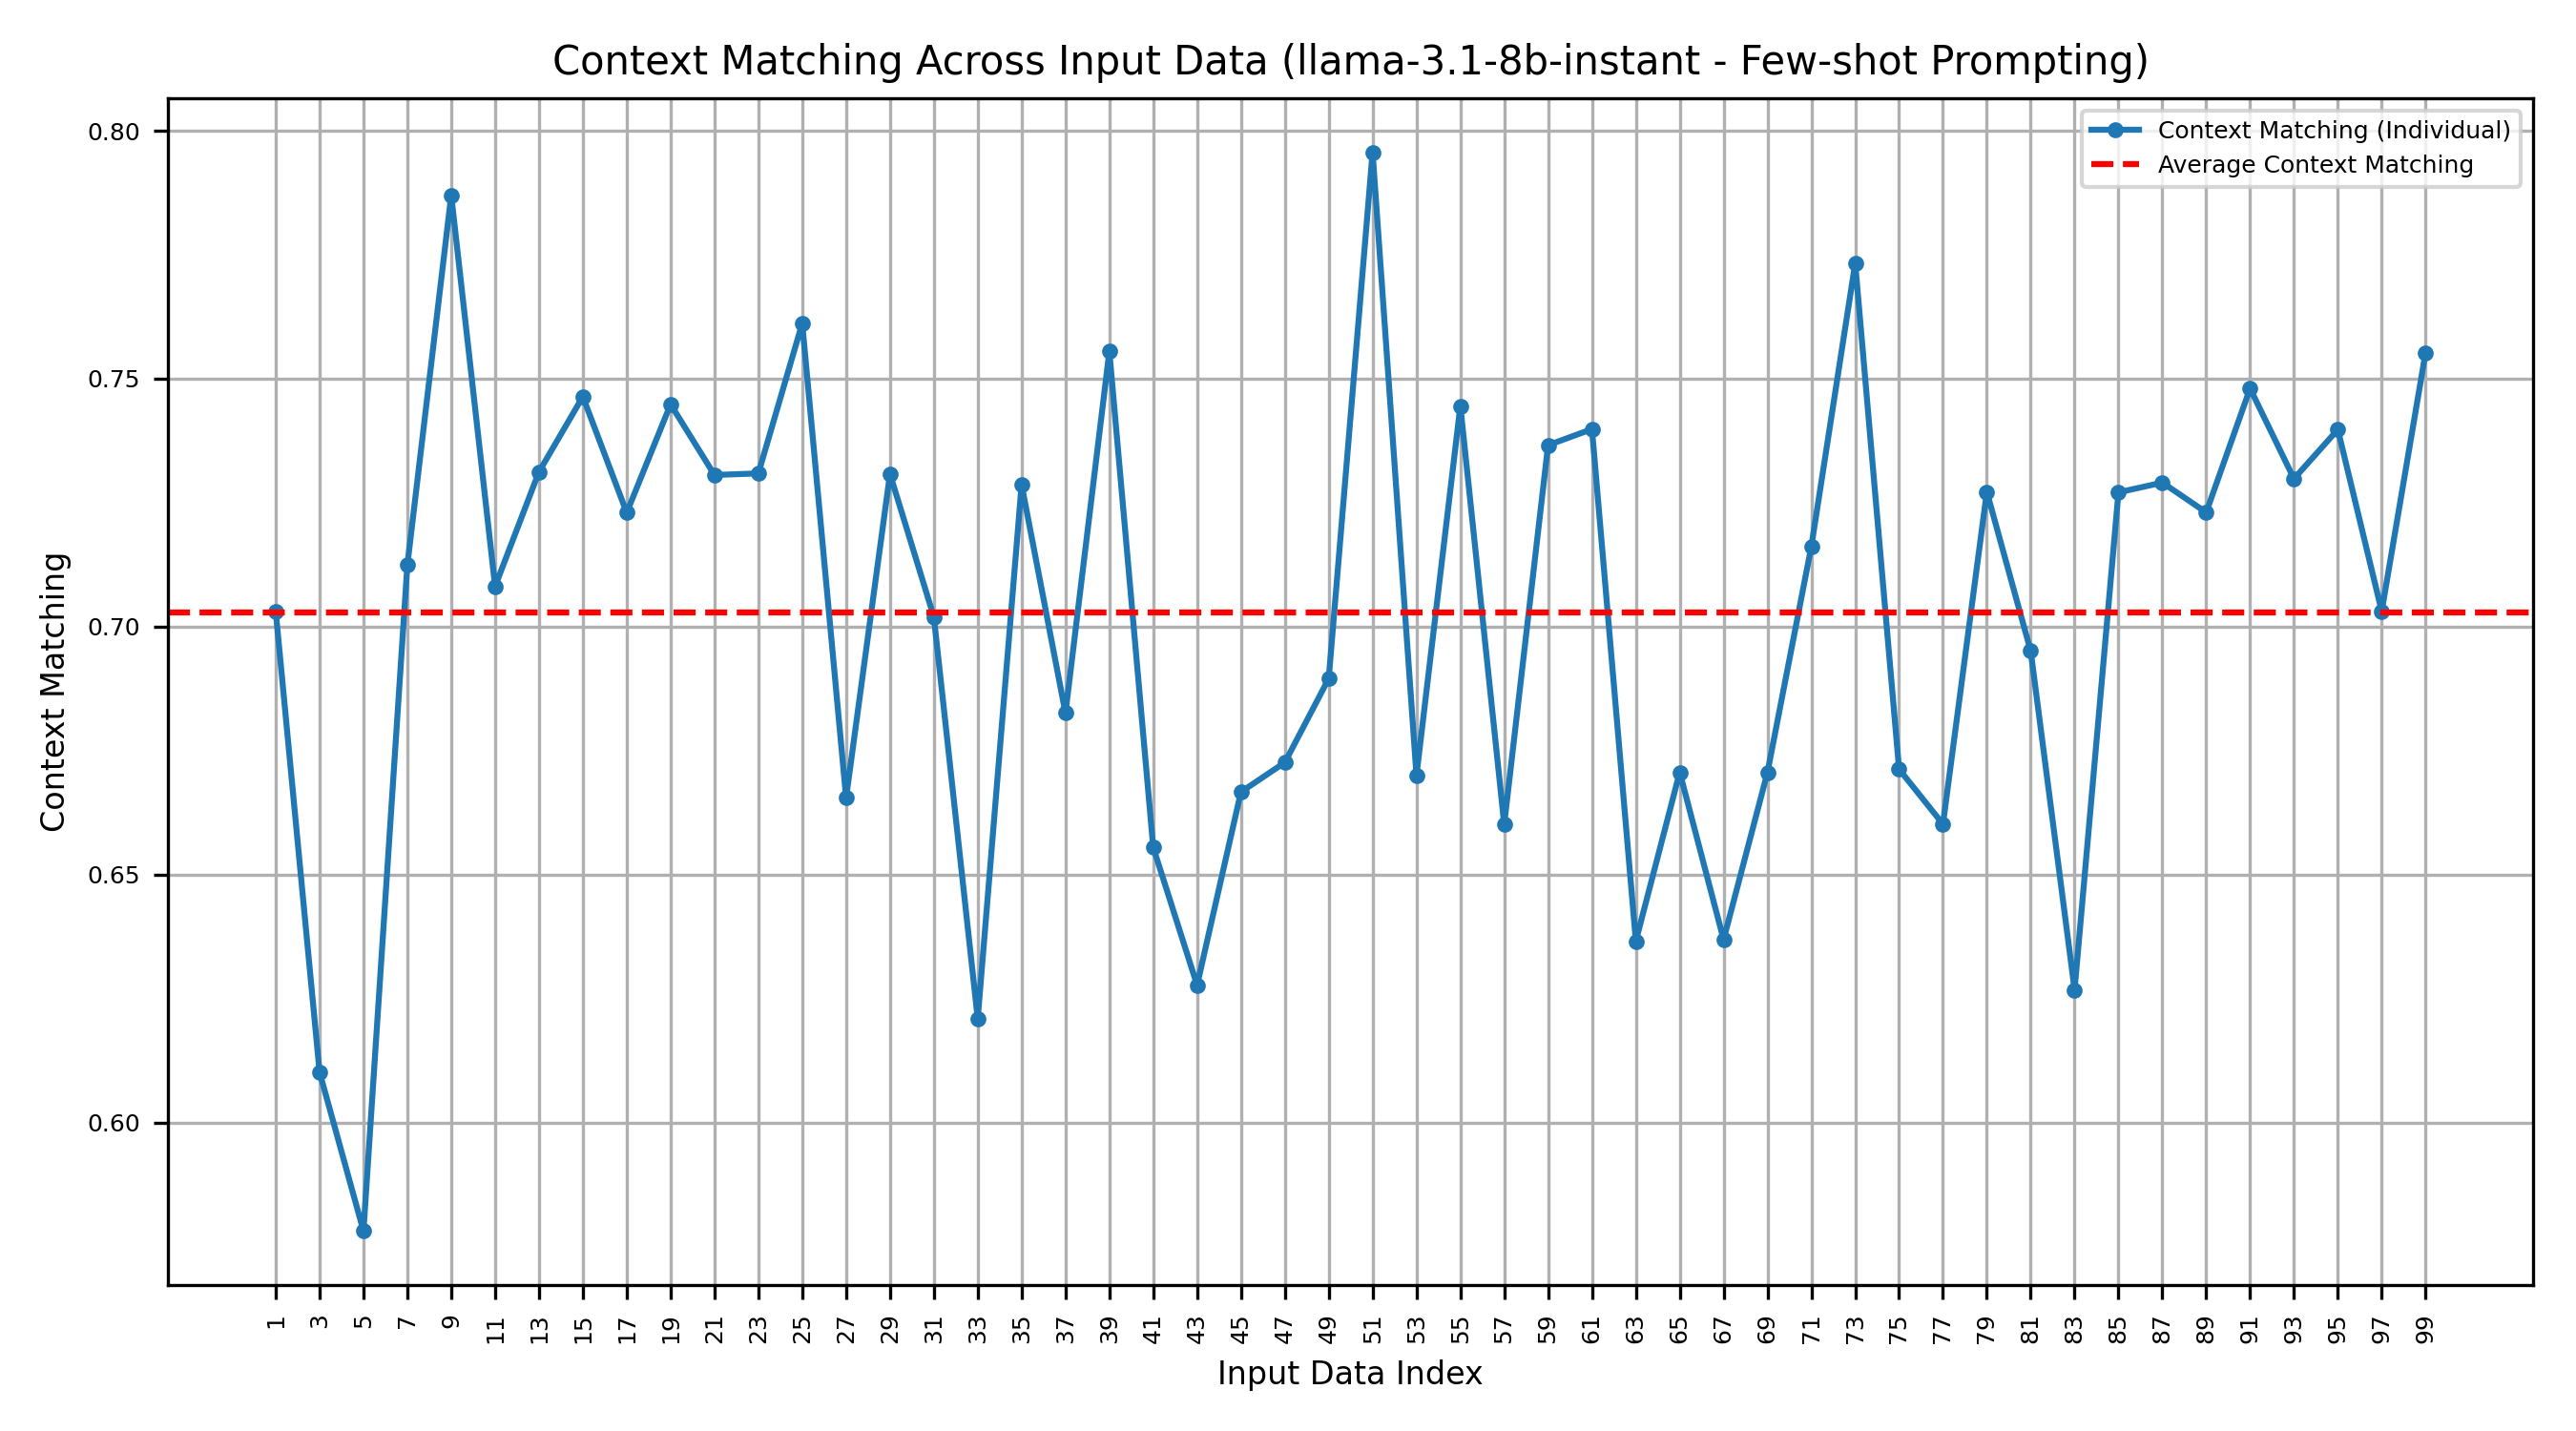 Context Matching Across Input Data (llama-3.1-8b-instant - Few-shot Prompting)
Context Matching (Individual)
Average Context Matching
Context Matching
0.80
0.75
0.70
0.65
0.60
1 3 5 7 9 11 13 15 17 19 21 23 25 27 29 31 33 35 37 39 41 43 45 47 49 51 53 55 57 59 61 63 65 67 69 71 73 75 77 79 81 83 85 87 89 91 93 95 97 99
Input Data Index